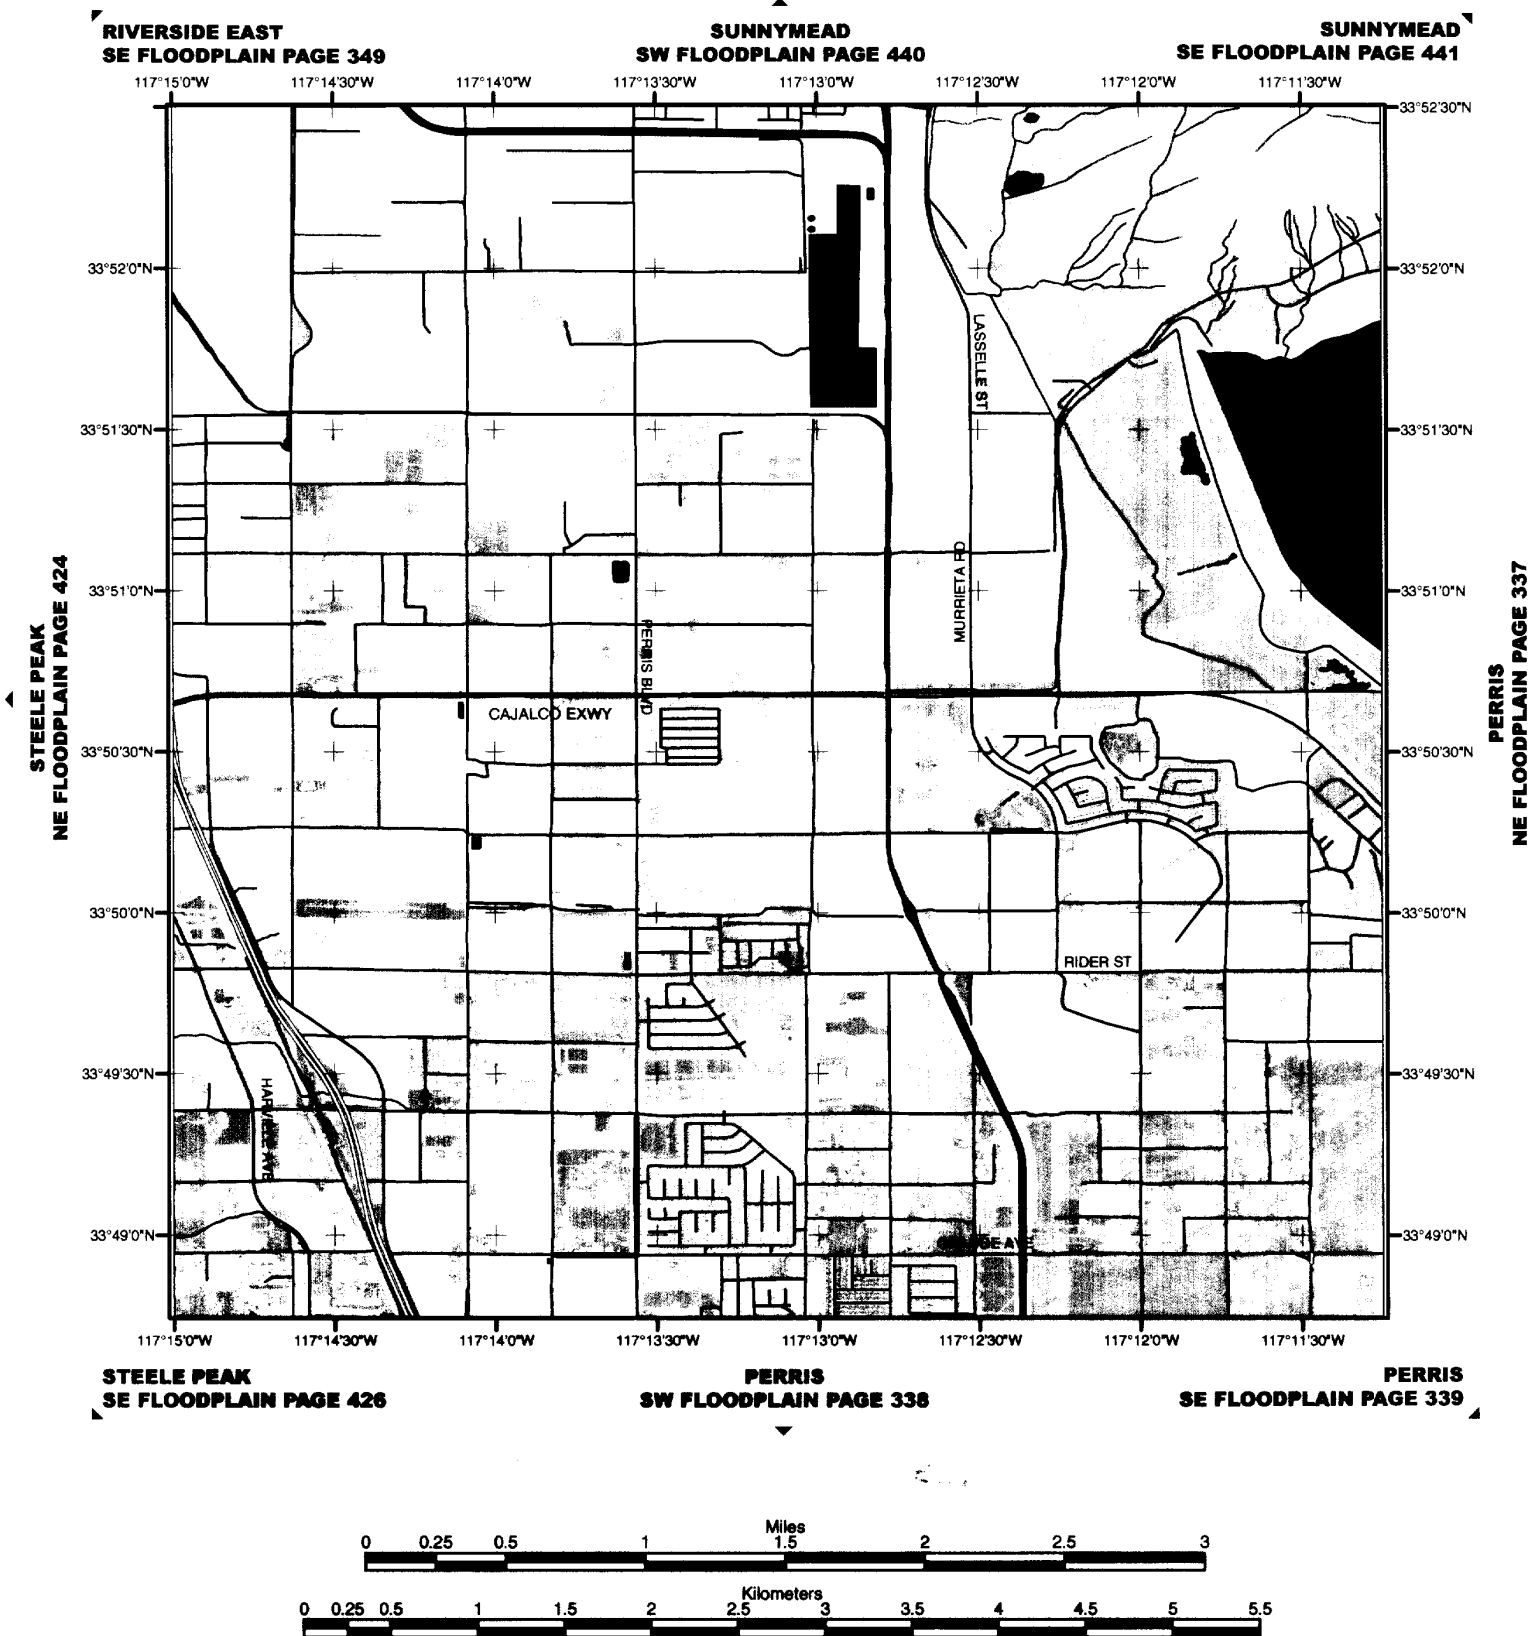 RIVERSIDE EAST
SE FLOODPLAIN PAGE 349
SUNNYMEAD
SW FLOODPLAIN PAGE 440
SUNNYMEAD
SE FLOODPLAIN PAGE 441
117°15'0"W
117°14'30"W
117°14'0"W
117°13'30"W
117°13'0"W
117°12'30"W
117°12'0"W
117°11'30"W
33°52'30"N
33°52'0"N
33°52'0"N
LASSELLE ST
33°51'30"N
33°51'30"N
MURRIETA RD
33°51'0"N
33°51'0"N
STEELE PEAK
NE FLOODPLAIN PAGE 424
PERRIS
NE FLOODPLAIN PAGE 337
PERRIS BLVD
CAJALCO EXWY
33°50'30"N
33°50'30"N
33°50'0"N
33°50'0"N
RIDER ST
33°49'30"N
33°49'30"N
HARVILL AVE
33°49'0"N
33°49'0"N
AVE
117°15'0"W
117°14'30"W
117°14'0"W
117°13'30"W
117°13'0"W
117°12'30"W
117°12'0"W
117°11'30"W
STEELE PEAK
SE FLOODPLAIN PAGE 426
PERRIS
SW FLOODPLAIN PAGE 338
PERRIS
SE FLOODPLAIN PAGE 339
Miles
0 0.25 0.5 1 1.5 2 2.5 3
Kilometers
0 0.25 0.5 1 1.5 2 2.5 3 3.5 4 4.5 5 5.5